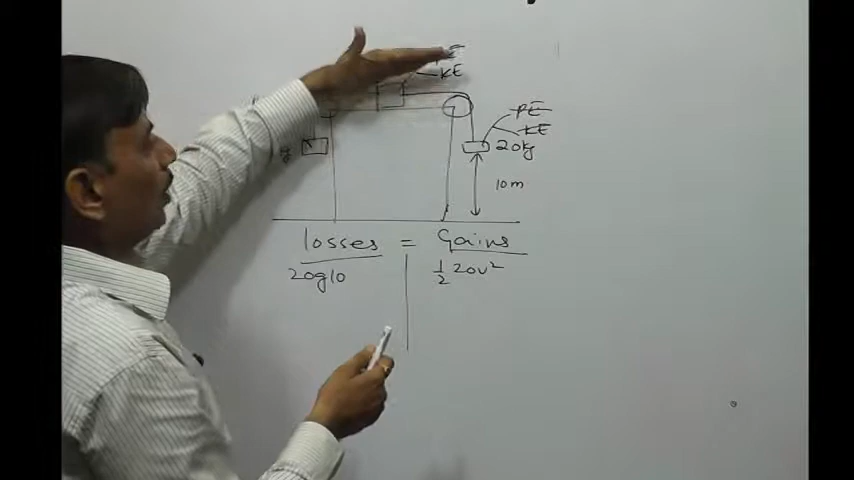 KE
PE
KE
20kg
10m
losses = Gains
20g10
1/2 20v²